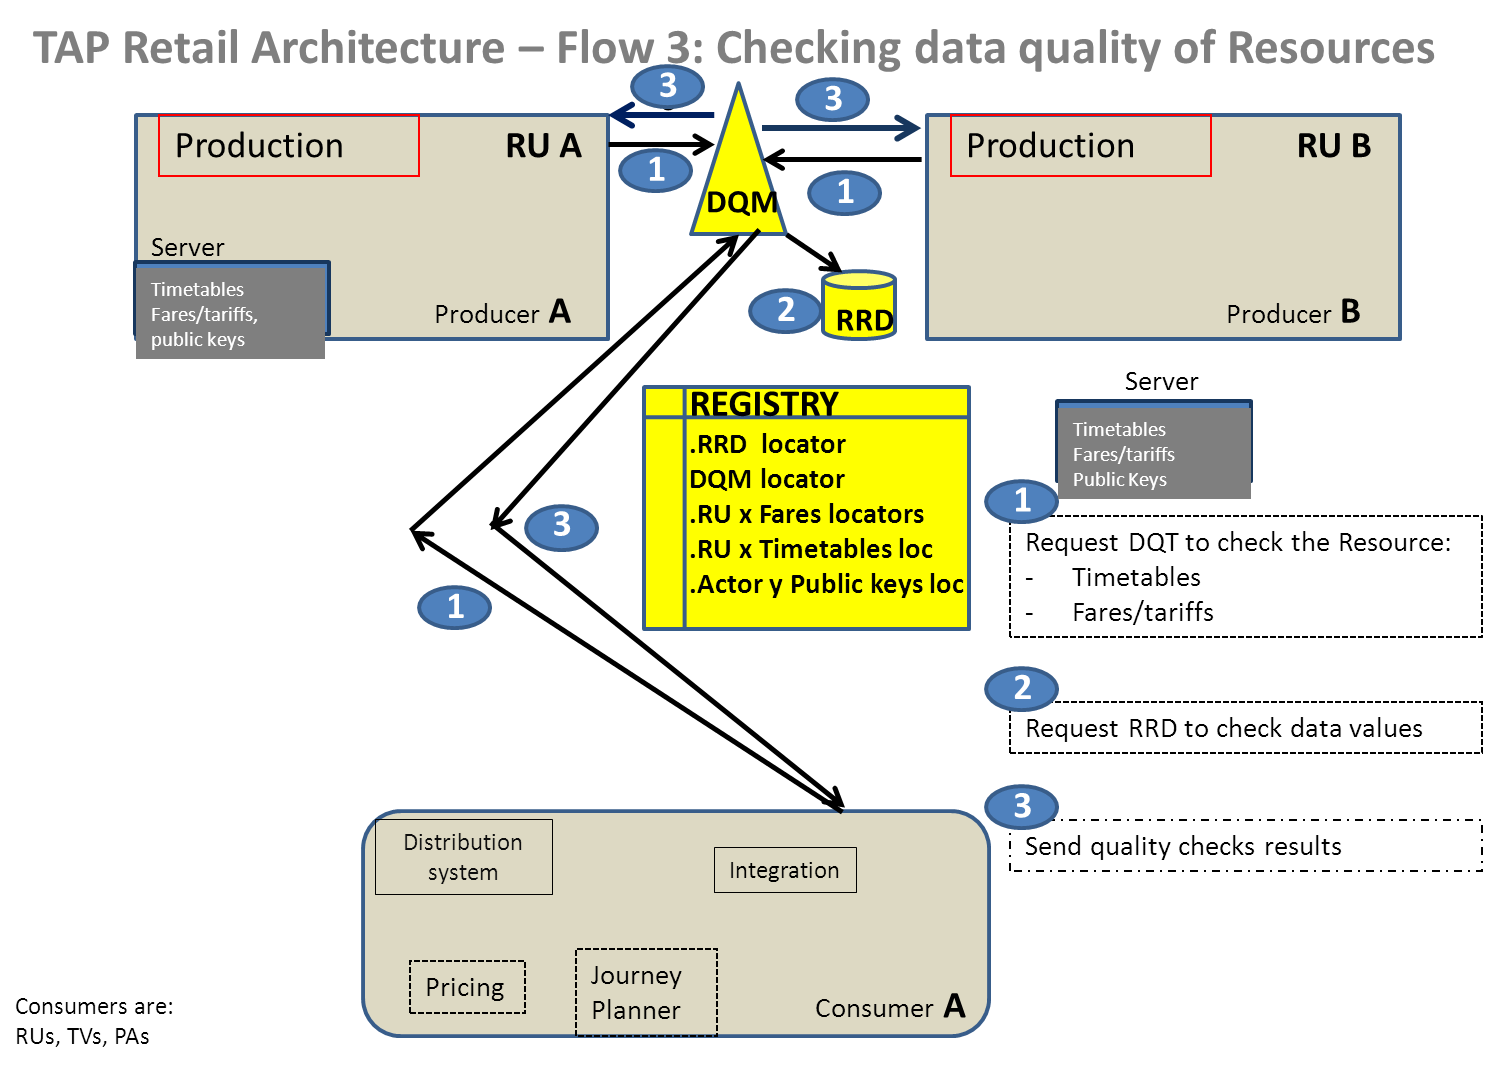 TAP Retail Architecture – Flow 3: Checking data quality of Resources
3
3
Production
RU A
1
DQM
1
Production
RU B
Server
Timetables
Fares/tariffs,
public keys
Producer A
2
RRD
Producer B
REGISTRY
.RRD locator
DQM locator
.RU x Fares locators
.RU x Timetables loc
.Actor y Public keys loc
Server
Timetables
Fares/tariffs
Public Keys
3
1
1
Request DQT to check the Resource:
- Timetables
- Fares/tariffs
2
Request RRD to check data values
3
Send quality checks results
Distribution
system
Integration
Pricing
Journey
Planner
Consumer A
Consumers are:
RUs, TVs, PAs